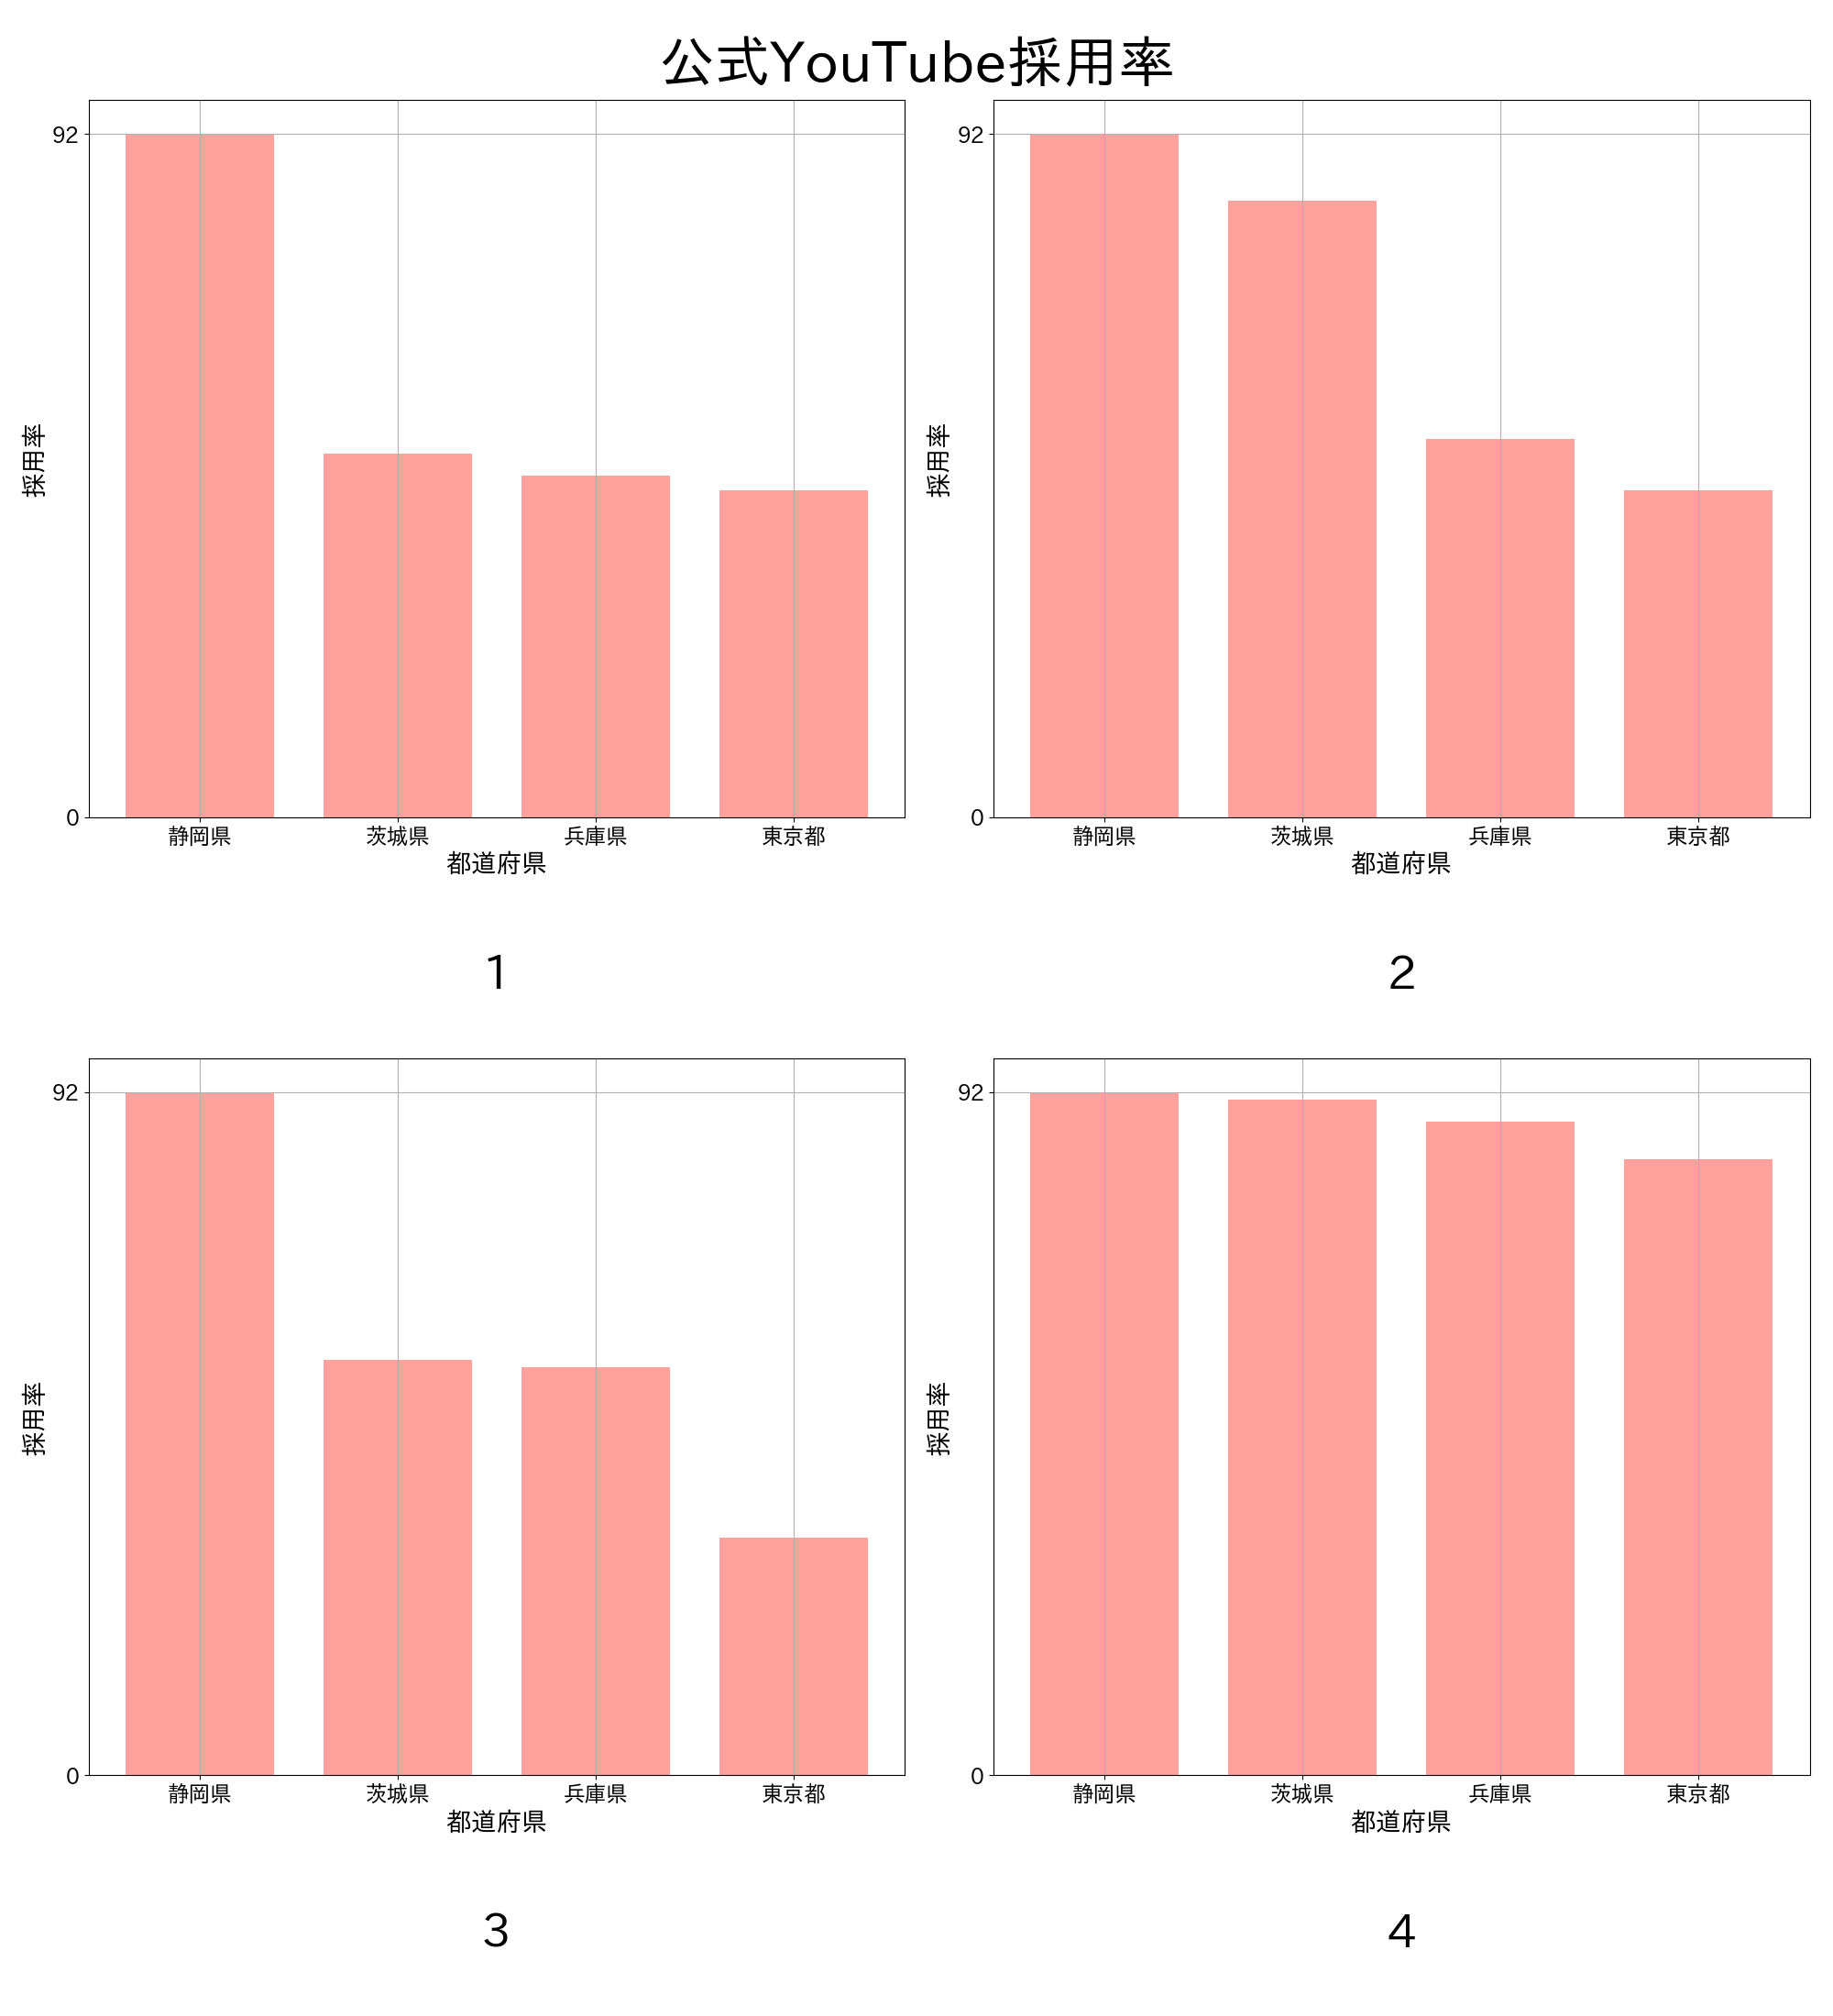 公式YouTube採用率
92
0
採用率
静岡県 茨城県 兵庫県 東京都
都道府県
1
92
0
採用率
静岡県 茨城県 兵庫県 東京都
都道府県
2
92
0
採用率
静岡県 茨城県 兵庫県 東京都
都道府県
3
92
0
採用率
静岡県 茨城県 兵庫県 東京都
都道府県
4